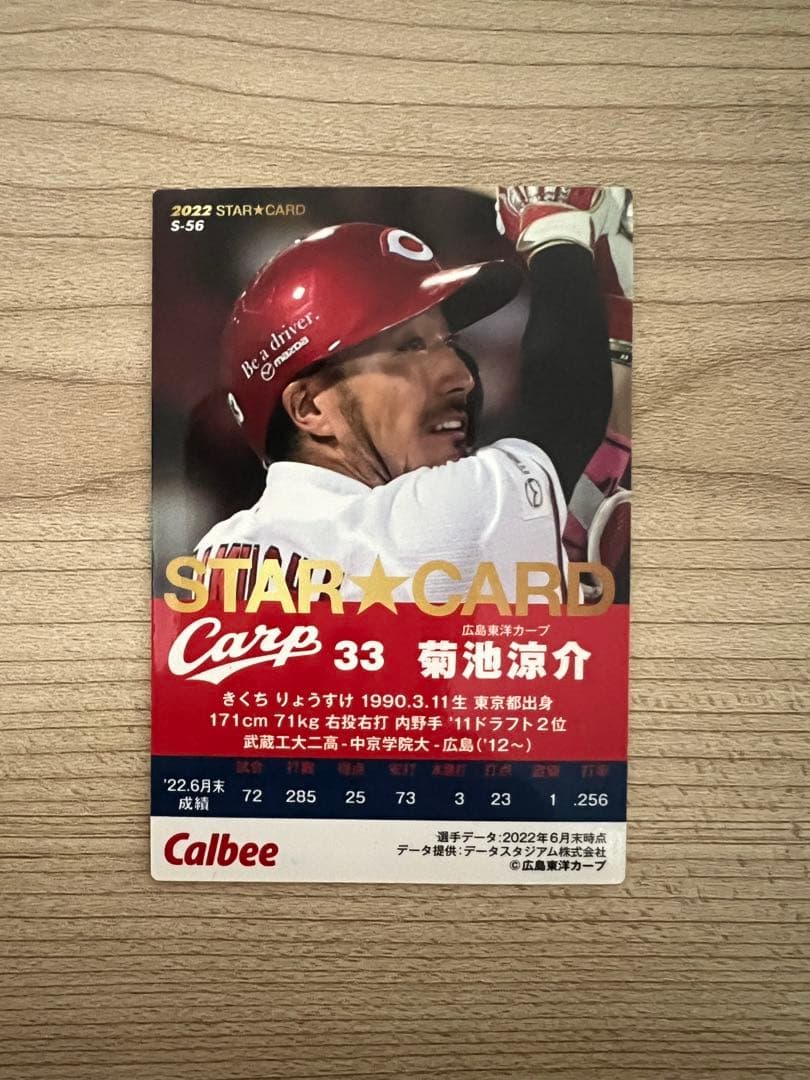 2022 STAR★CARD
S-56
C
Be a driver.
mazda
STAR★CARD
広島東洋カープ
Carp 33 菊池涼介
きくち りょうすけ 1990.3.11生 東京都出身
171cm 71kg 右投右打 内野手 '11ドラフト2位
武蔵工大二高-中京学院大-広島('12~)
試合 打数 得点 安打 本塁打 打点 盗塁 打率
'22.6月末
成績 72 285 25 73 3 23 1 .256
Calbee
選手データ:2022年6月末時点
データ提供:データスタジアム株式会社
©広島東洋カープ